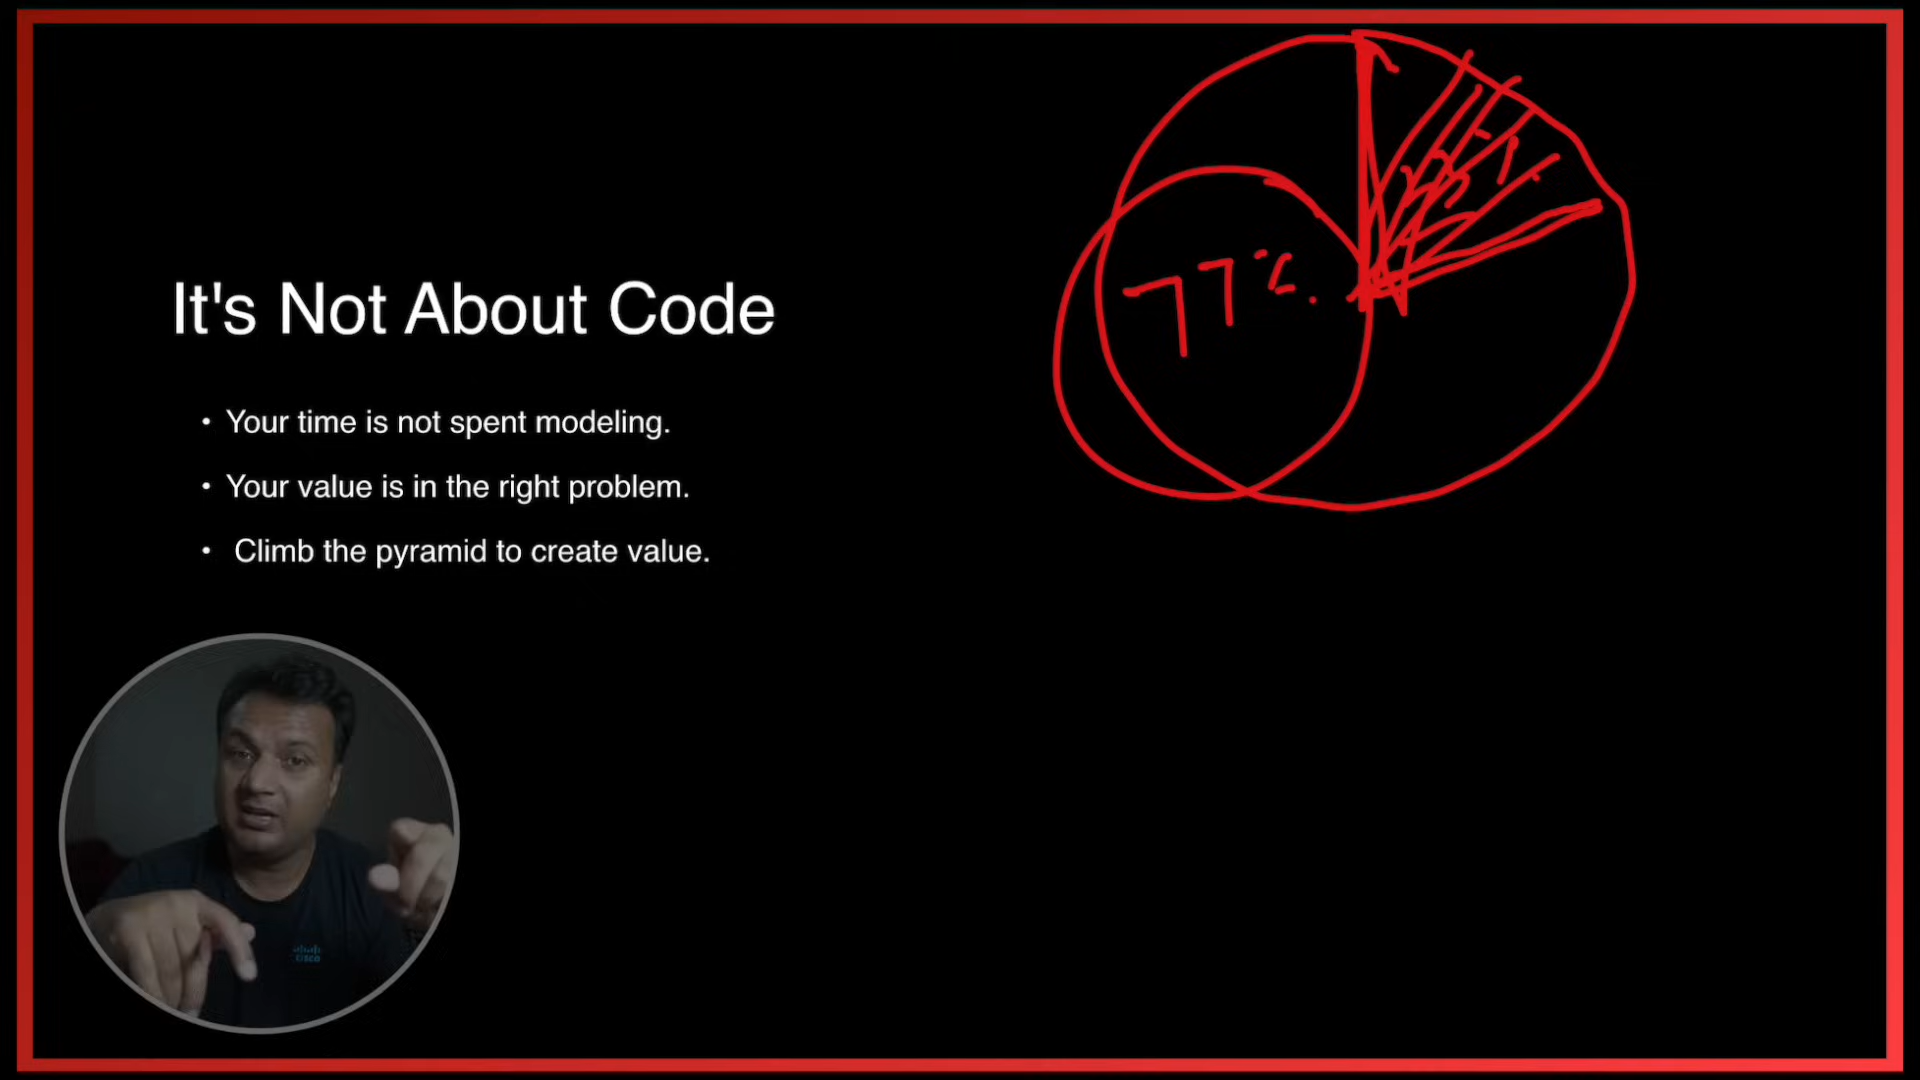 It's Not About Code
• Your time is not spent modeling.
• Your value is in the right problem.
• Climb the pyramid to create value.
77%.
CISCO